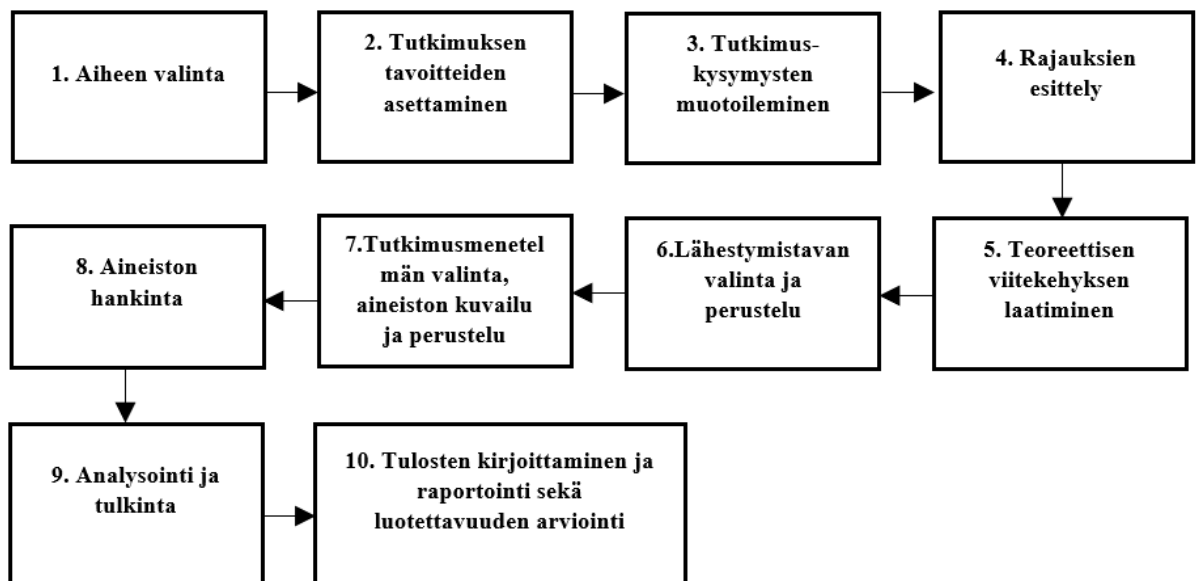 1. Aiheen valinta
2. Tutkimuksen
tavoitteiden
asettaminen
3. Tutkimus-
kysymysten
muotoileminen
4. Rajauksien
esittely
5. Teoreettisen
viitekehyksen
laatiminen
6.Lähestymistavan
valinta ja
perustelu
7.Tutkimusmenetel
män valinta,
aineiston kuvailu
ja perustelu
8. Aineiston
hankinta
9. Analysointi ja
tulkinta
10. Tulosten kirjoittaminen ja
raportointi sekä
luotettavuuden arviointi